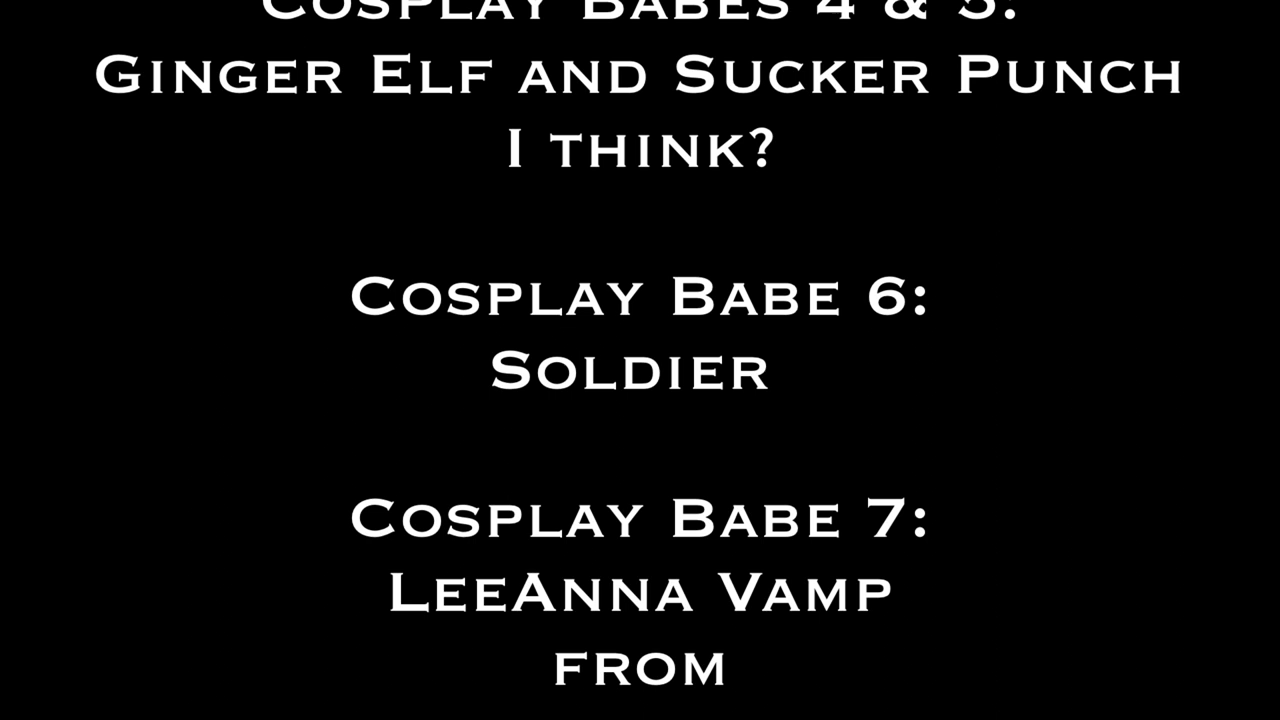 Cosplay Babes 4 & 5:
Ginger Elf and Sucker Punch
I think?
Cosplay Babe 6:
Soldier
Cosplay Babe 7:
LeeAnna Vamp
from